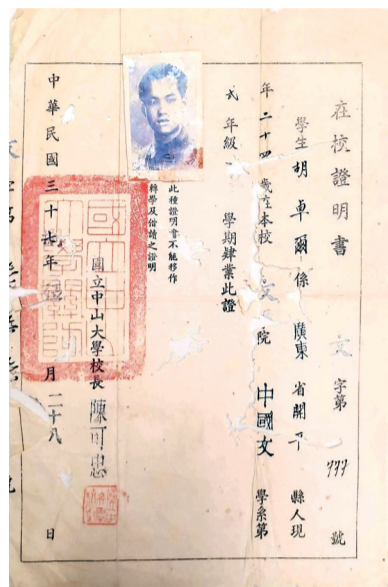 在校證明書
文字第777號
學生胡卓爾係廣東省開平縣人現
年二十四歲在本校文院中國文學系第
弍年級 學期肄業此證
此種證明書不能移作
轉學及借讀之證明
國立中山大學校長陳可忠
中華民國三十七年 月二十八日